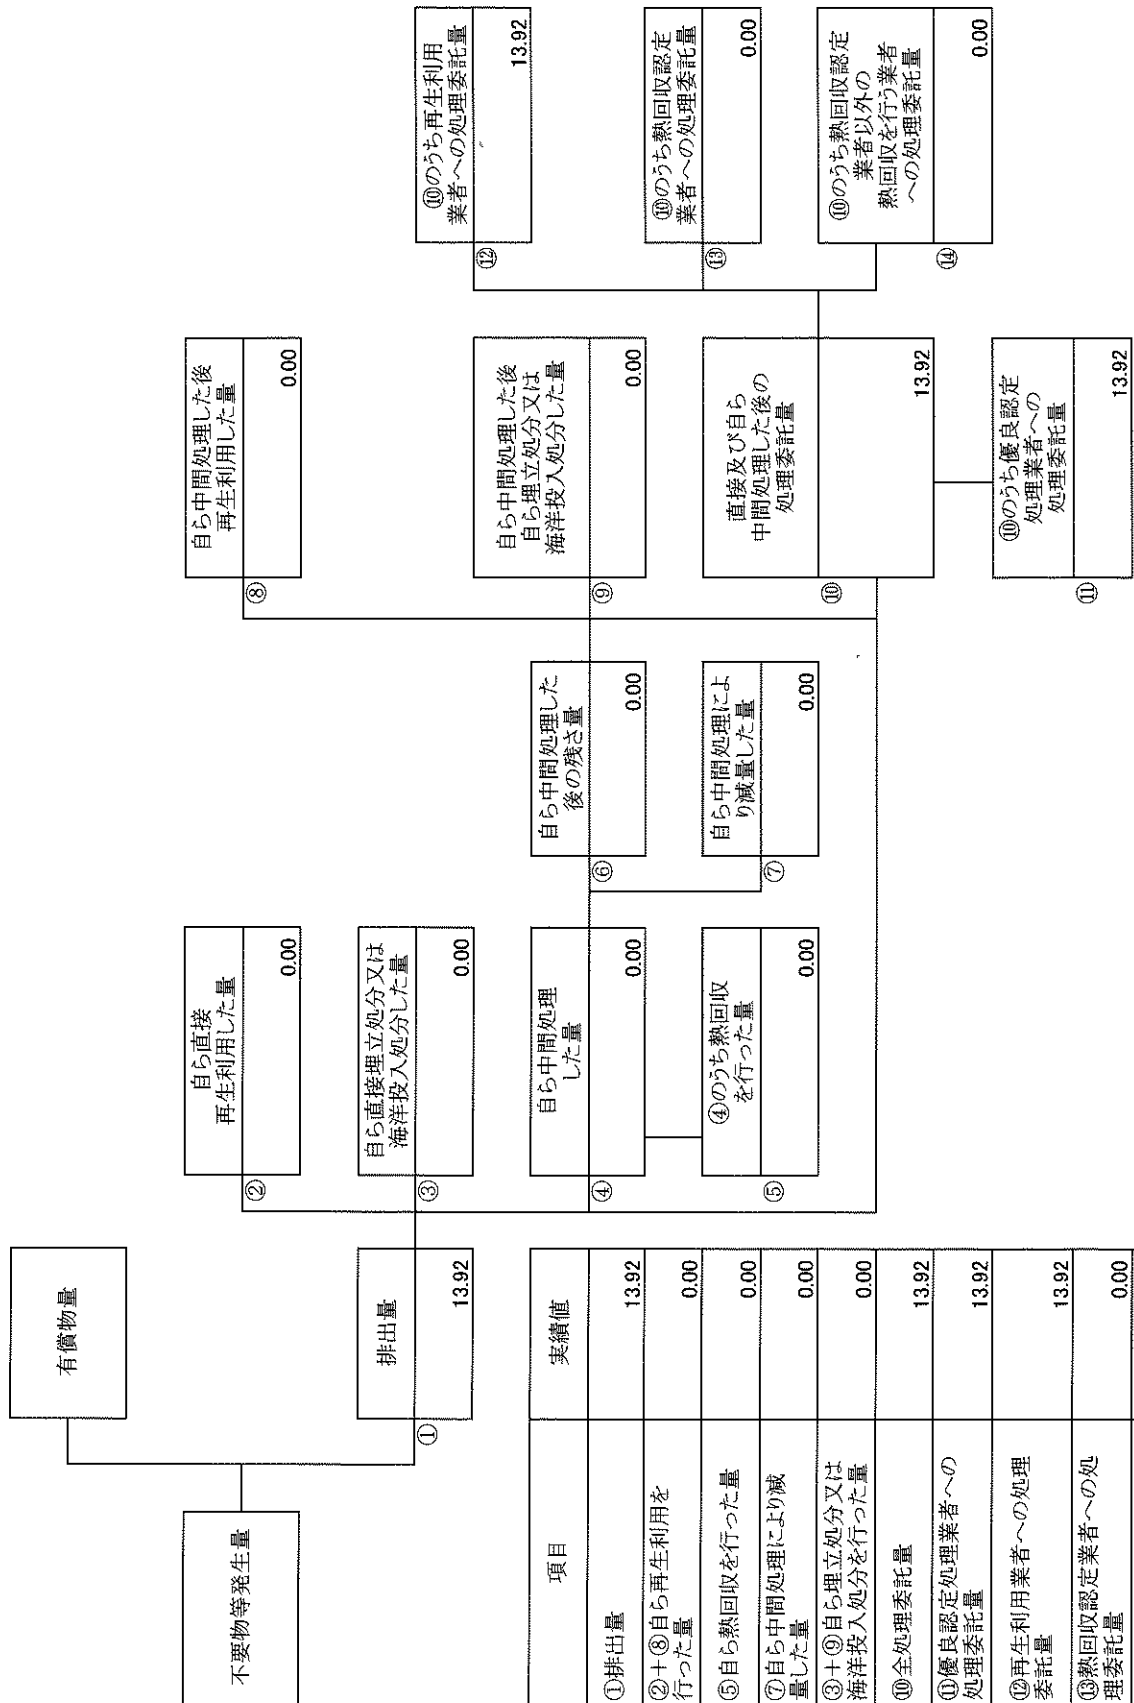 不要物等発生量
有償物量
①
排出量
13.92
②
自ら直接
再生利用した量
0.00
③
自ら直接埋立処分又は
海洋投入処分した量
0.00
④
自ら中間処理
した量
0.00
⑤
④のうち熱回収
を行った量
0.00
⑥
自ら中間処理した
後の残さ量
0.00
⑦
自ら中間処理によ
り減量した量
0.00
⑧
自ら中間処理した後
再生利用した量
0.00
⑨
自ら中間処理した後
自ら埋立処分又は
海洋投入処分した量
0.00
⑩
直接及び自ら
中間処理した後の
処理委託量
13.92
⑪
⑩のうち優良認定
処理業者への
処理委託量
13.92
⑫
⑩のうち再生利用
業者への処理委託量
13.92
⑬
⑩のうち熱回収認定
業者への処理委託量
0.00
⑭
⑩のうち熱回収認定
業者以外の
熱回収を行う業者
への処理委託量
0.00
項目 実績値
①排出量 13.92
②+⑧自ら再生利用を
行った量 0.00
⑤自ら熱回収を行った量 0.00
⑦自ら中間処理により減
量した量 0.00
③+⑨自ら埋立処分又は
海洋投入処分を行った量 0.00
⑩全処理委託量 13.92
⑪優良認定処理業者への
処理委託量 13.92
⑫再生利用業者への処理
委託量 13.92
⑬熱回収認定業者への処
理委託量 0.00